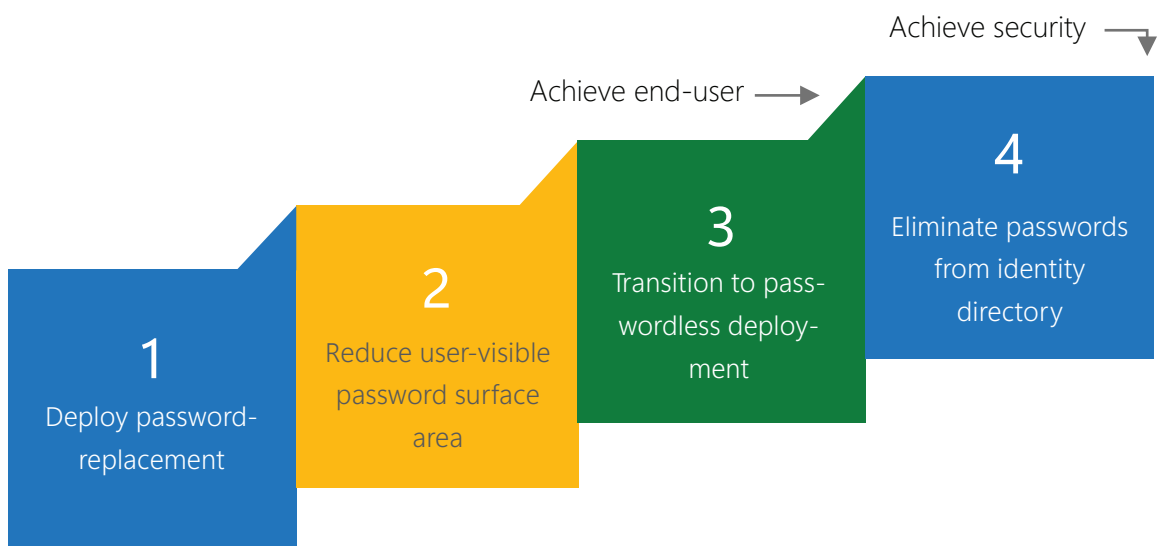 Achieve security
Achieve end-user
1
Deploy password-
replacement
2
Reduce user-visible
password surface
area
3
Transition to pass-
wordless deploy-
ment
4
Eliminate passwords
from identity
directory